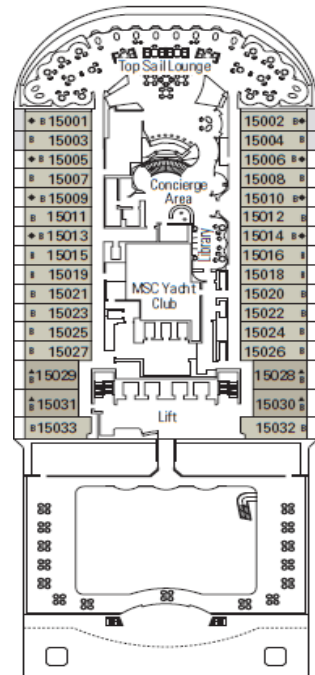 Top Sail Lounge
B 15001
15002 B
B 15003
15004 B
B 15005
15006 B
B 15007
15008 B
B 15009
15010 B
B 15011
15012 B
B 15013
15014 B
B 15015
15016 B
B 15019
15018 B
B 15021
15020 B
B 15023
15022 B
B 15025
15024 B
B 15027
15026 B
B 15029
15028 B
B 15031
15030 B
B 15033
15032 B
Concierge
Area
Library
MSC Yacht
Club
Lift